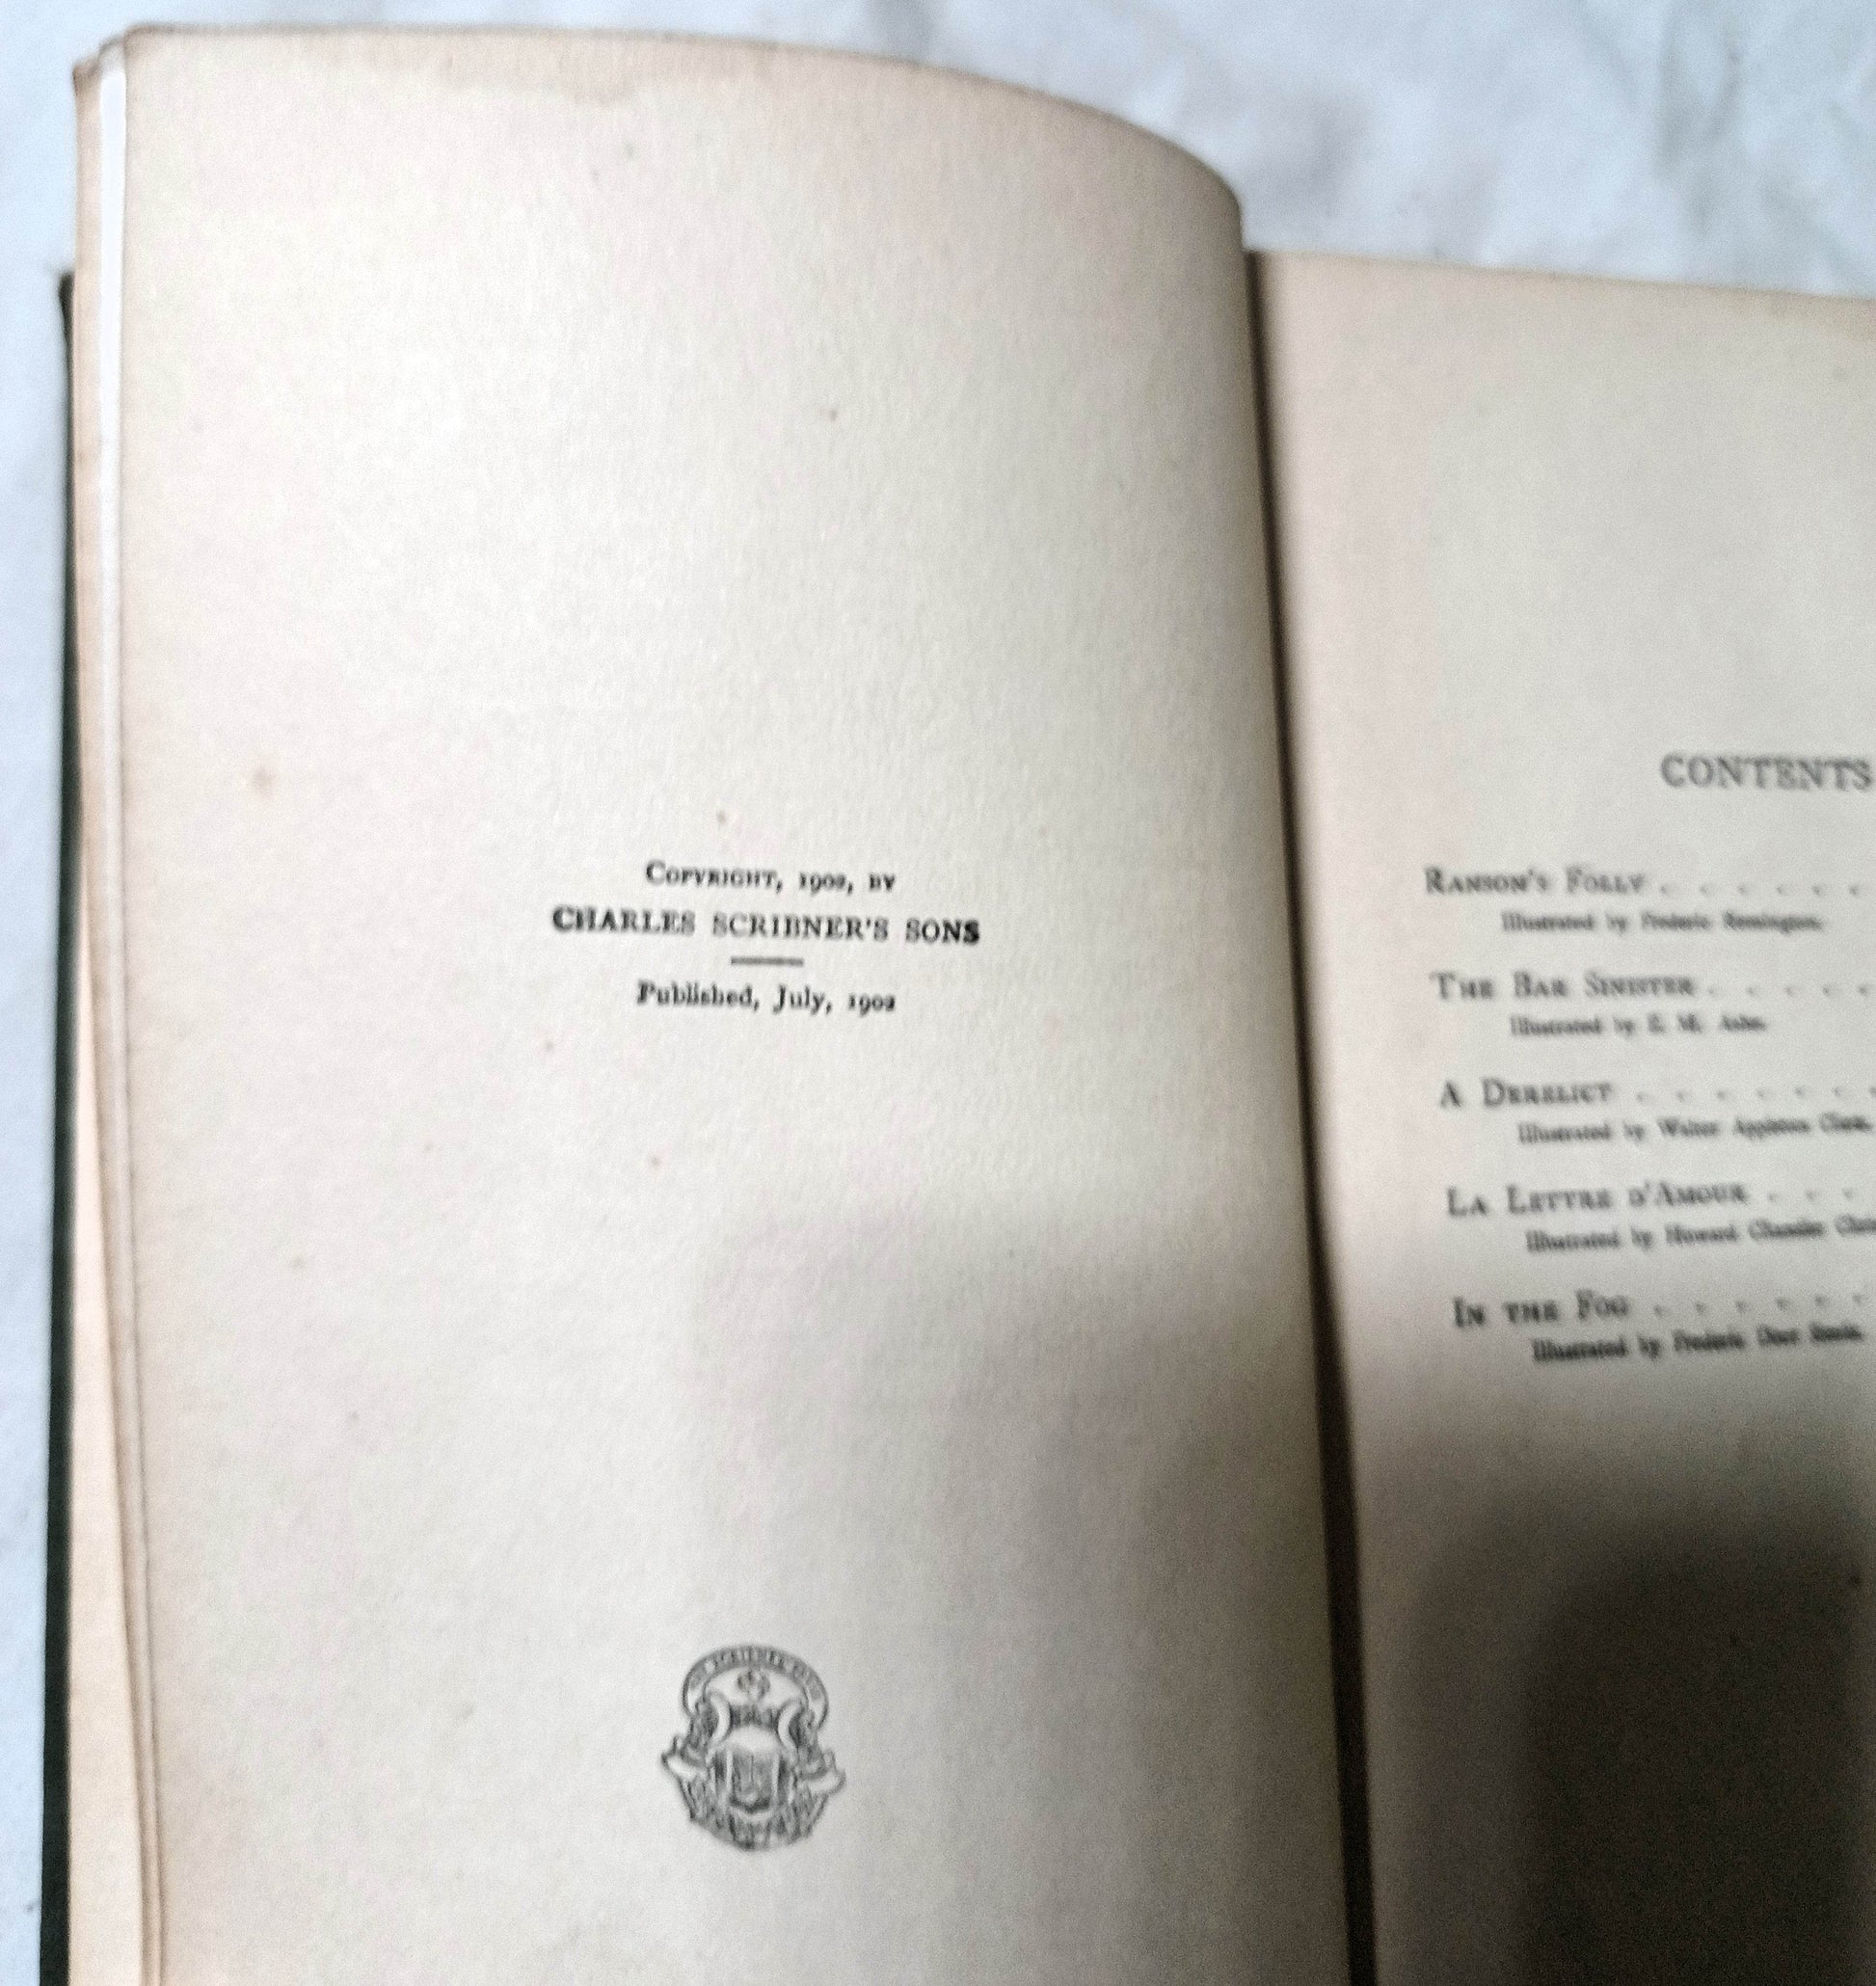 COPYRIGHT, 1902, BY
CHARLES SCRIBNER'S SONS
Published, July, 1902
CONTENTS
RANSON'S FOLLY . . . . . .
Illustrated by Frederic Remington.
THE BAR SINISTER . . . . .
Illustrated by E. M. Ashe.
A DERELICT . . . . . . .
Illustrated by Walter Appleton Clark.
LA LETTRE D'AMOUR . . .
Illustrated by Howard Chandler
IN THE FOG . . . . . .
Illustrated by Frederic Dorr Steele.